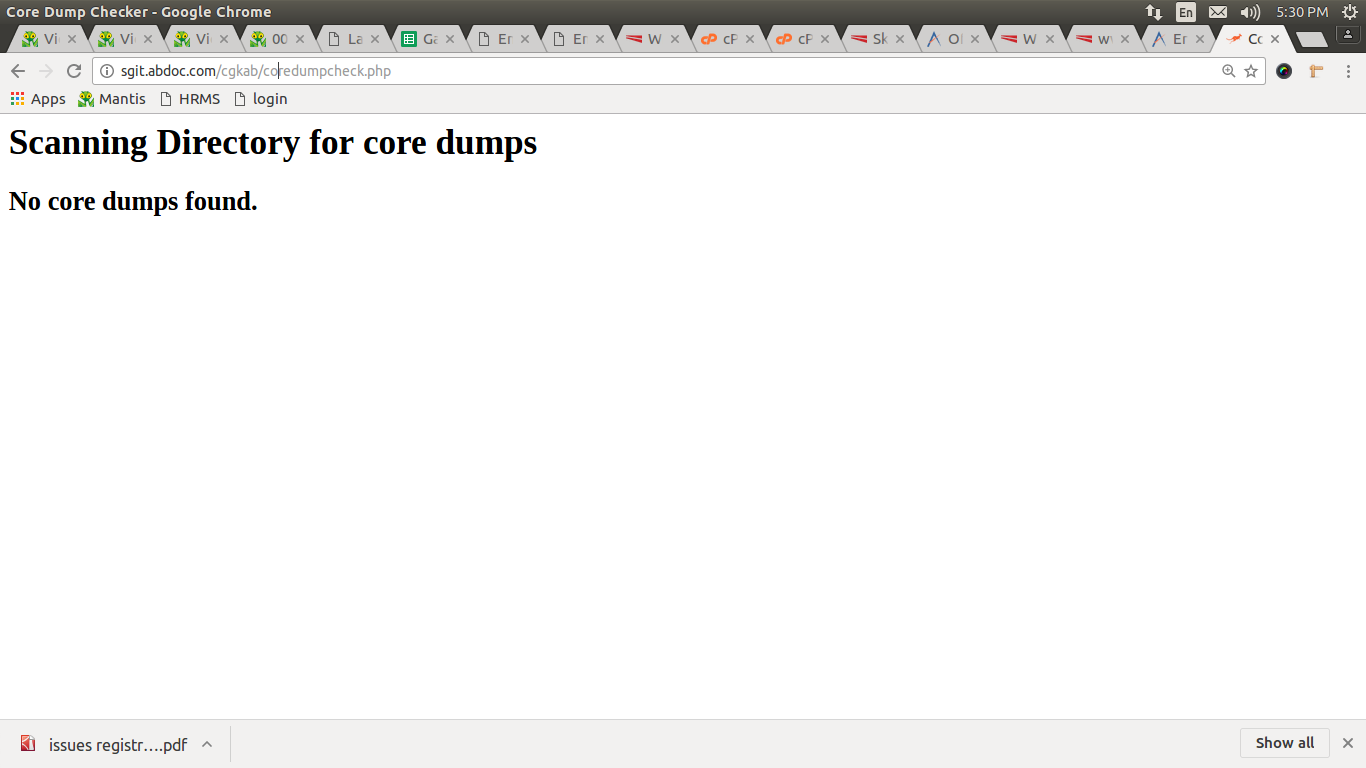 Core Dump Checker - Google Chrome
En
5:30 PM
Vi
Vi
Vi
00
La
Ga
Er
Er
W
cP
cP
Sk
O
W
w
Er
Co
sgit.abdoc.com/cgkab/coredumpcheck.php
Apps
Mantis
HRMS
login
Scanning Directory for core dumps
No core dumps found.
issues registr....pdf
Show all